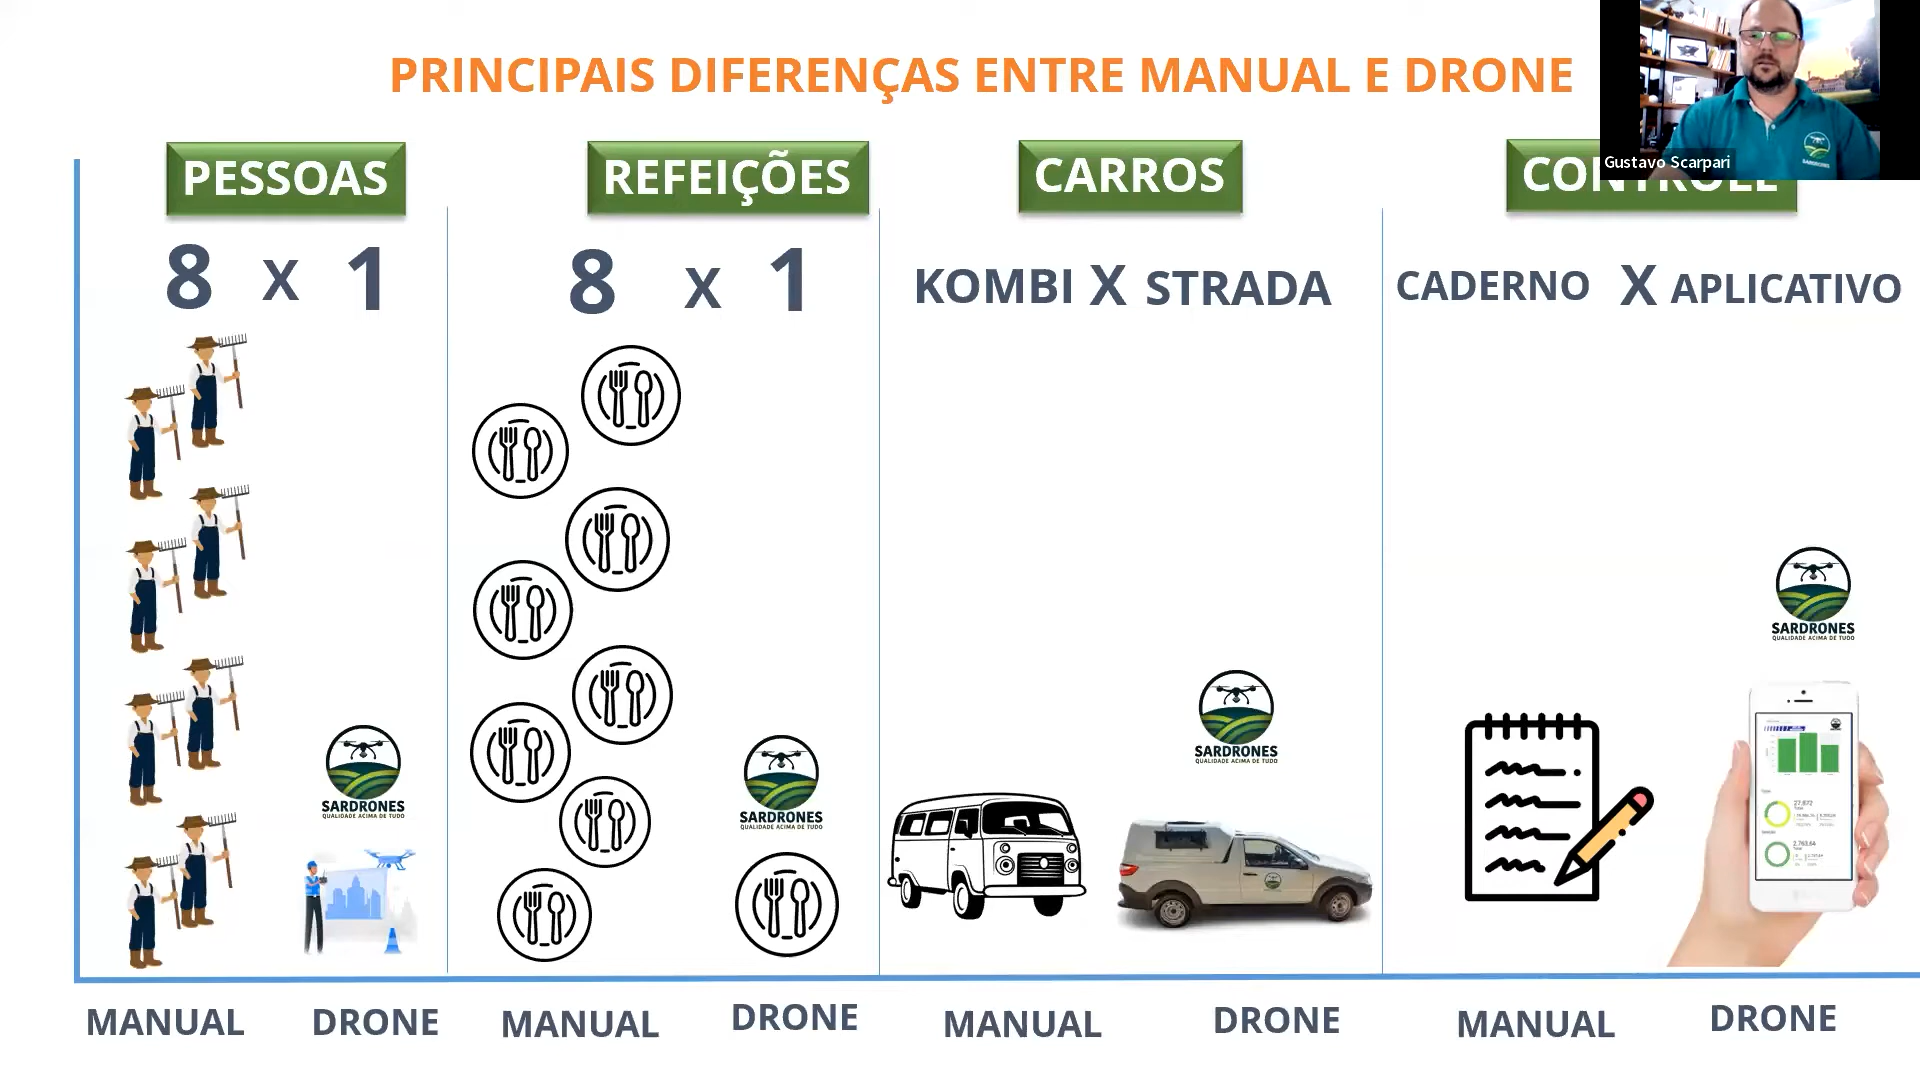 PRINCIPAIS DIFERENÇAS ENTRE MANUAL E DRONE
Gustavo Scarpari
PESSOAS
REFEIÇÕES
CARROS
CONTROLE
8 X 1
8 X 1
KOMBI X STRADA
CADERNO X APLICATIVO
SARDRONES
QUALIDADE ACIMA DE TUDO
SARDRONES
QUALIDADE ACIMA DE TUDO
SARDRONES
QUALIDADE ACIMA DE TUDO
SARDRONES
QUALIDADE ACIMA DE TUDO
MANUAL DRONE
MANUAL DRONE
MANUAL DRONE
MANUAL DRONE